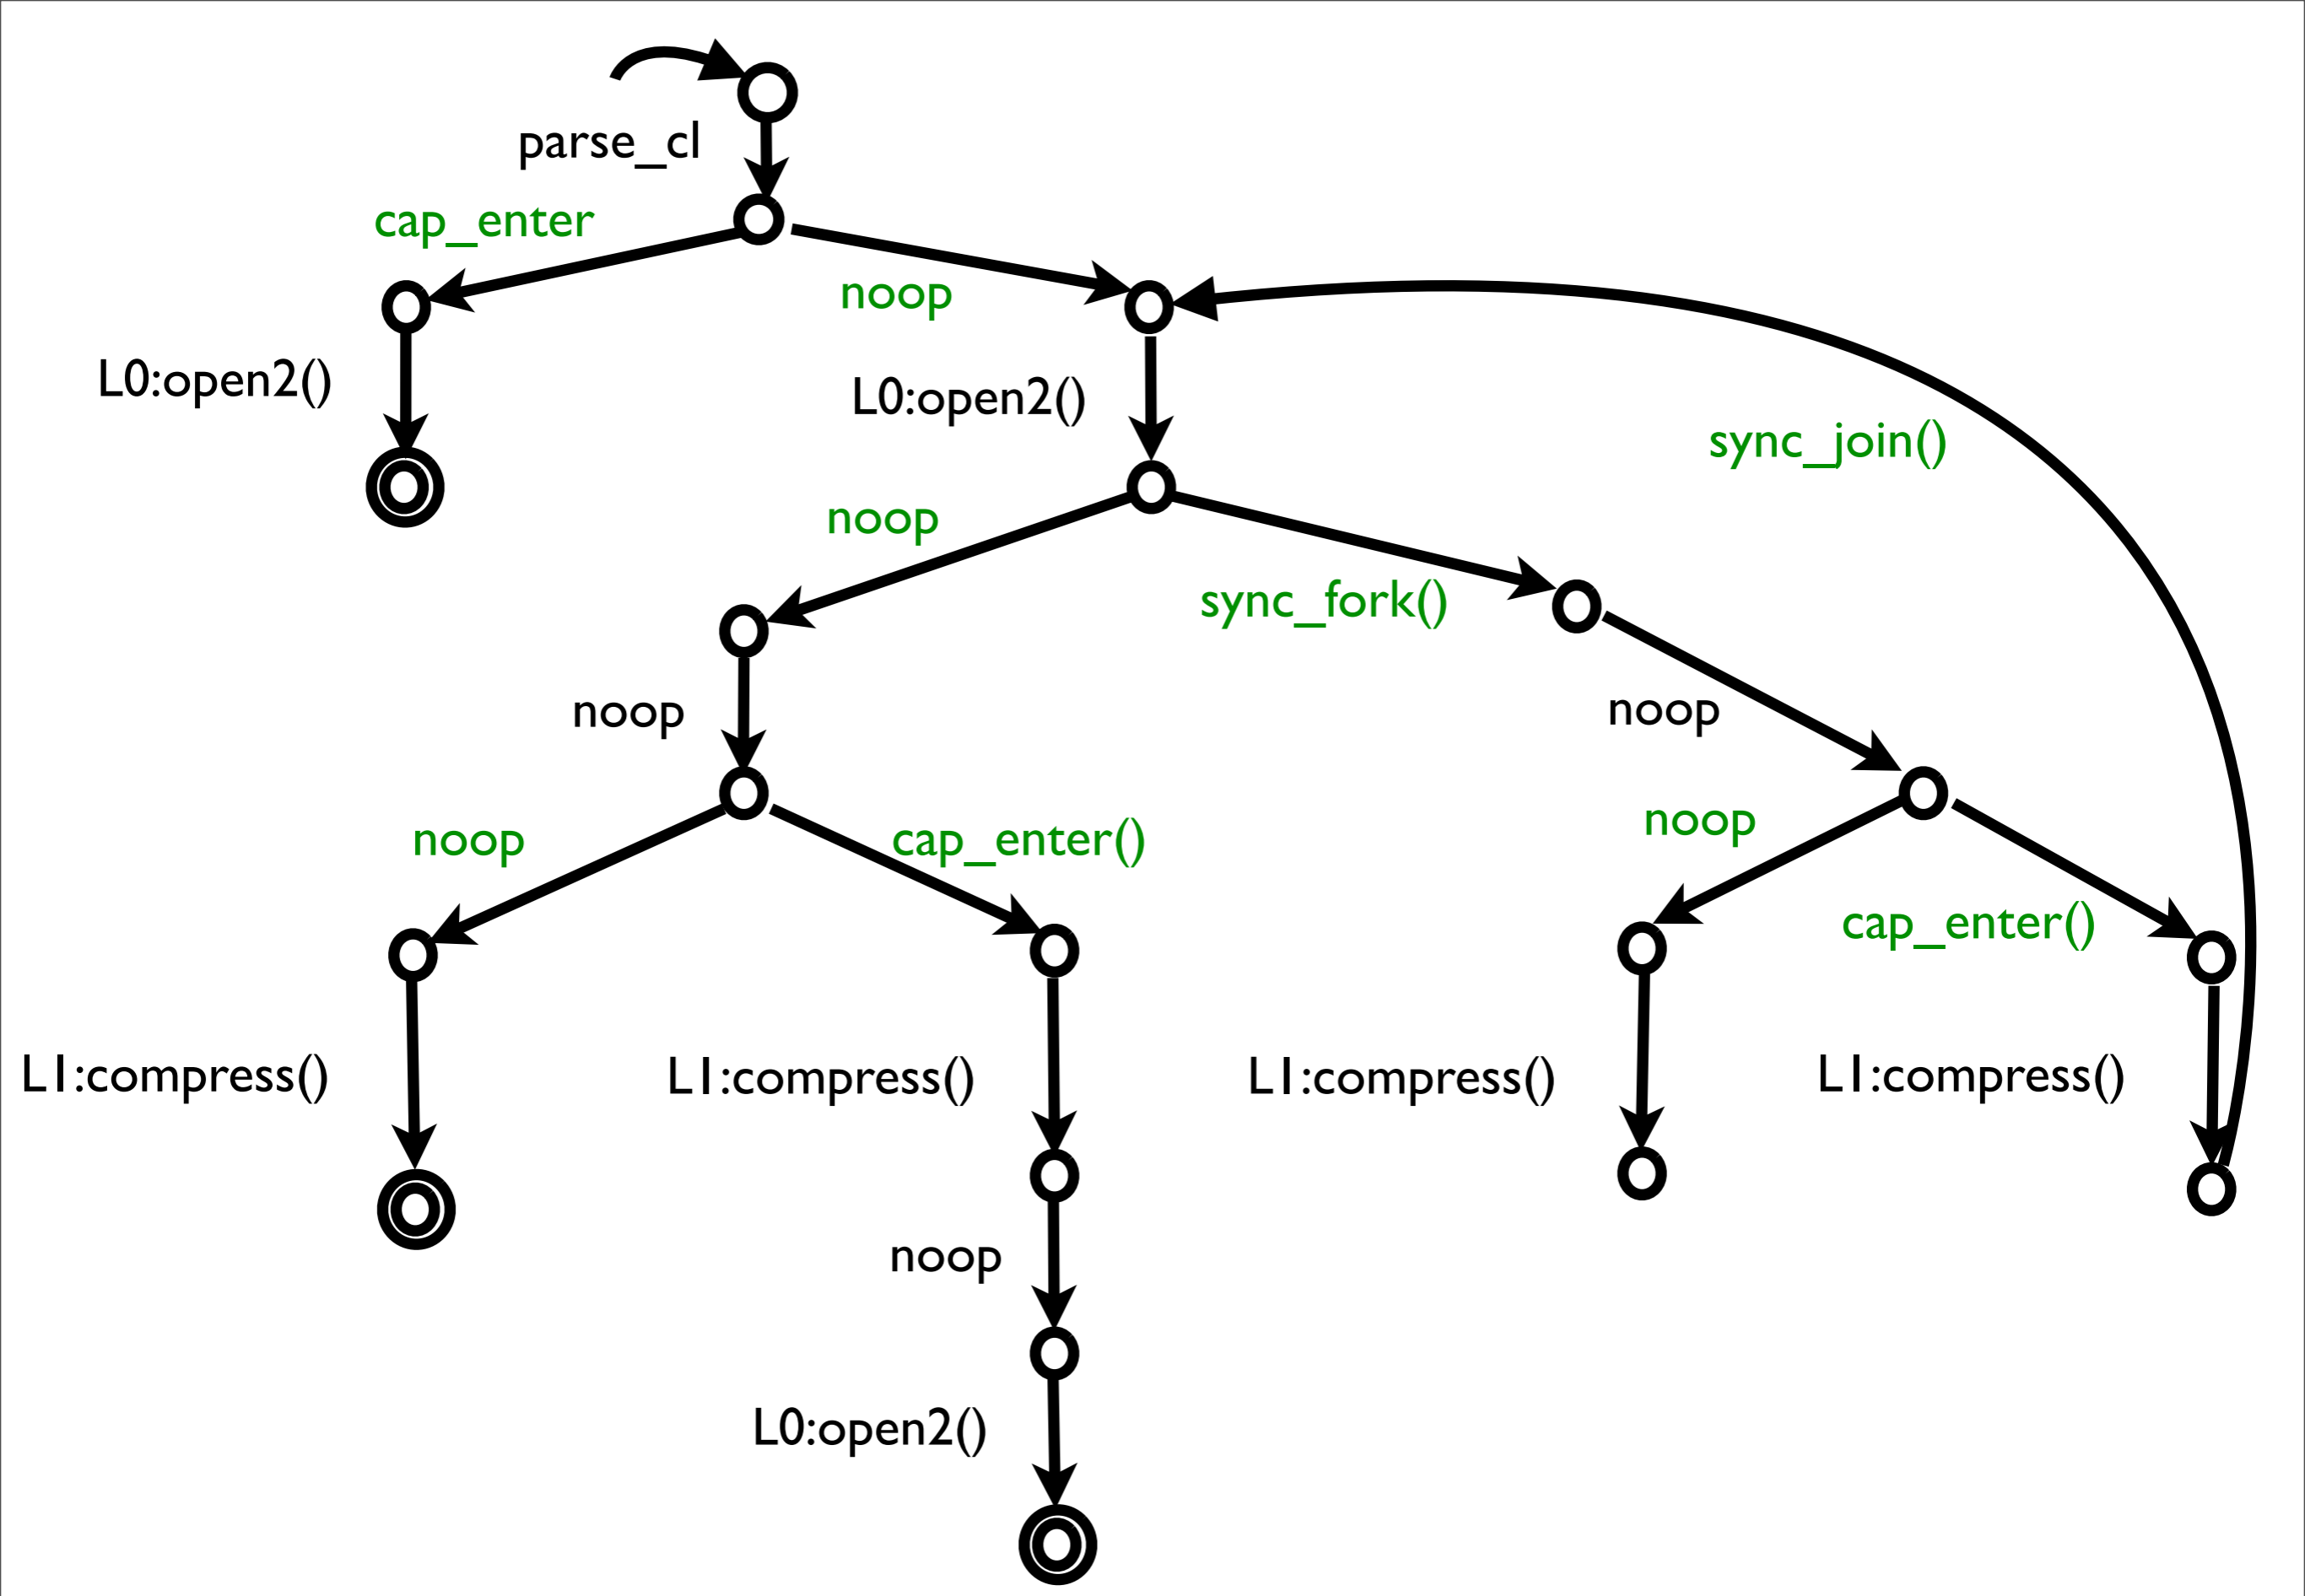 parse_cl
cap_enter
noop
L0:open2()
L0:open2()
sync_join()
noop
sync_fork()
noop
noop
noop
cap_enter()
noop
cap_enter()
L1:compress()
L1:compress()
L1:compress()
L1:compress()
noop
L0:open2()